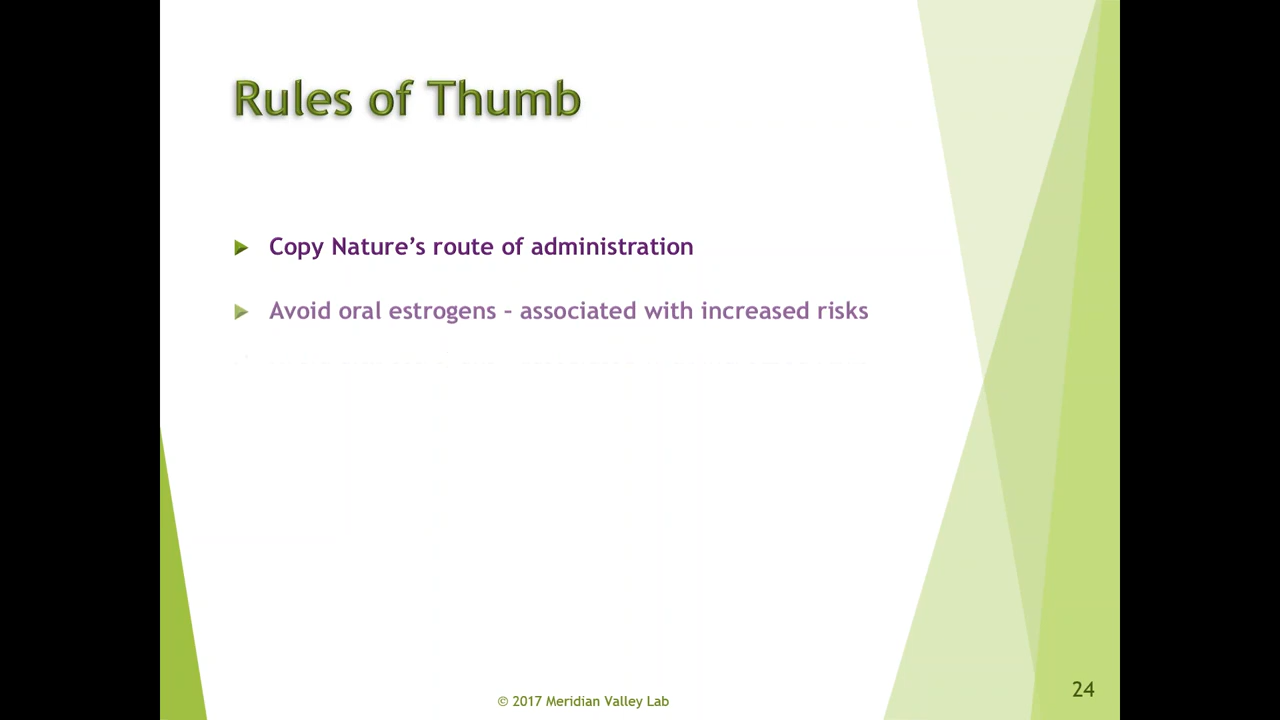 Rules of Thumb
Copy Nature’s route of administration
Avoid oral estrogens – associated with increased risks
© 2017 Meridian Valley Lab
24